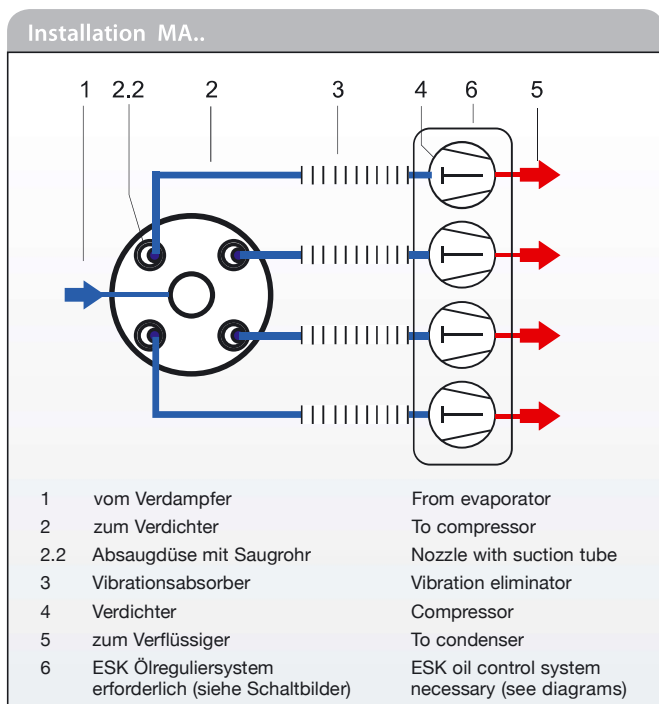 Installation MA..
1 2.2 2 3 4 6 5
1 vom Verdampfer From evaporator
2 zum Verdichter To compressor
2.2 Absaugdüse mit Saugrohr Nozzle with suction tube
3 Vibrationsabsorber Vibration eliminator
4 Verdichter Compressor
5 zum Verflüssiger To condenser
6 ESK Ölreguliersystem ESK oil control system
erforderlich (siehe Schaltbilder) necessary (see diagrams)